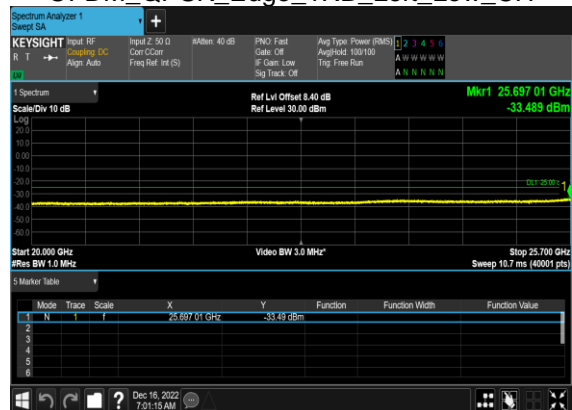 Spectrum Analyzer 1
Swept SA
+
KEYSIGHT Input: RF Input Z: 50 Ω #Atten: 40 dB PNO: Fast Avg Type: Power (RMS) 1 2 3 4 5 6
R T Coupling: DC Corr CCorr Gate: Off Avg|Hold: 100/100 A W W W W W
Align: Auto Freq Ref: Int (S) IF Gain: Low Trig: Free Run
LW Sig Track: Off A N N N N N
1 Spectrum Ref Lvl Offset 8.40 dB Mkr1 25.697 01 GHz
Scale/Div 10 dB Ref Level 30.00 dBm -33.489 dBm
Log
20.0
10.0
0.00
-10.0
-20.0
DL1 -25.00 1
-30.0
-40.0
-50.0
-60.0
Start 20.000 GHz Video BW 3.0 MHz* Stop 25.700 GHz
#Res BW 1.0 MHz Sweep 10.7 ms (40001 pts)
5 Marker Table
Mode Trace Scale X Y Function Function Width Function Value
1 N 1 f 25.697 01 GHz -33.49 dBm
2
3
4
5
6
? Dec 16, 2022
7:01:15 AM